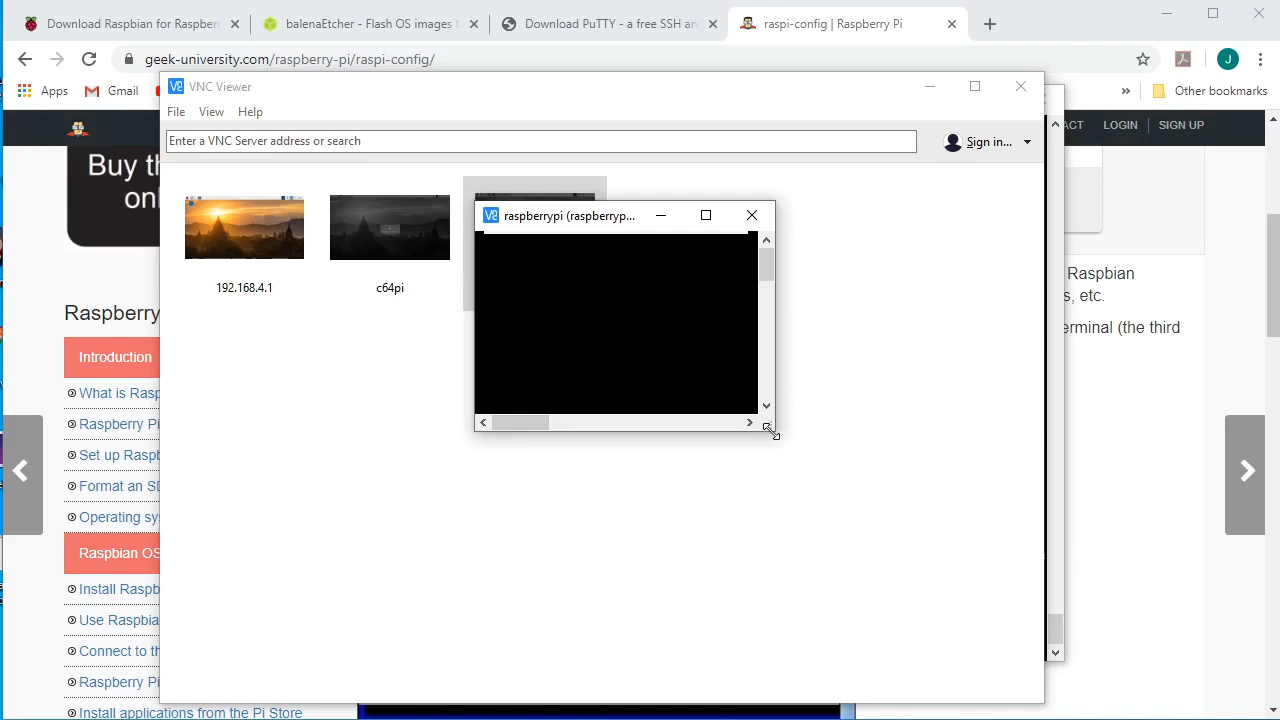 Download Raspbian for Raspber
balenaEtcher - Flash OS images t
Download PuTTY - a free SSH an
raspi-config | Raspberry Pi
geek-university.com/raspberry-pi/raspi-config/
J
Apps
Gmail
»
Other bookmarks
VNC Viewer
File
View
Help
ACT
LOGIN
SIGN UP
Enter a VNC Server address or search
Sign in...
Buy th
onl
raspberrypi (raspberryp...
192.168.4.1
c64pi
Raspbian
s, etc.
erminal (the third
Raspberry
Introduction
What is Rasp
Raspberry Pi
Set up Raspb
Format an SD
Operating sy
Raspbian OS
Install Raspb
Use Raspbia
Connect to th
Raspberry Pi
Install applications from the Pi Store